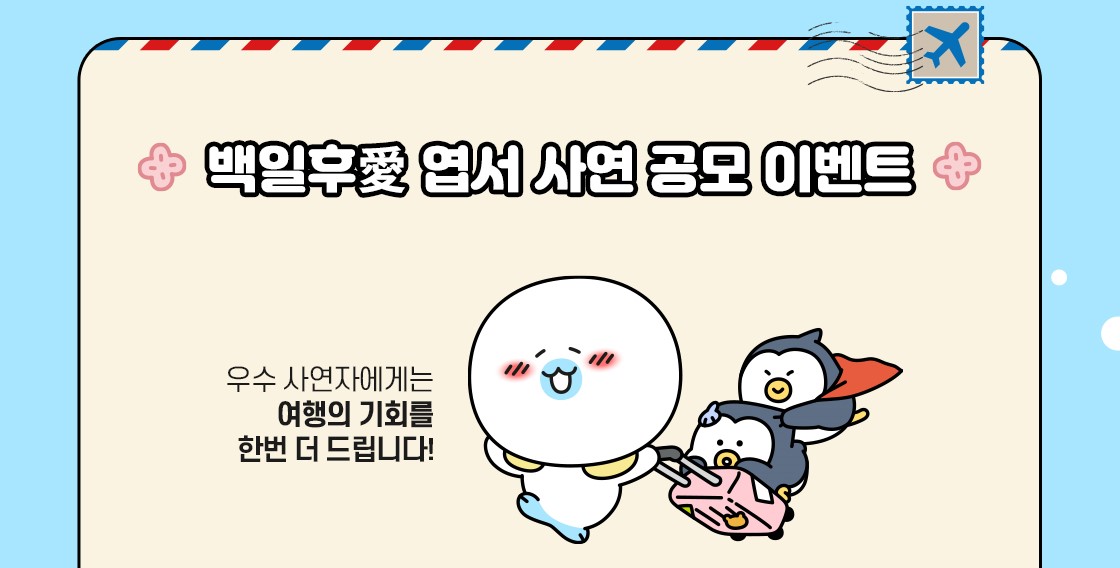 백일후愛 엽서 사연 공모 이벤트
우수 사연자에게는
여행의 기회를
한번 더 드립니다!